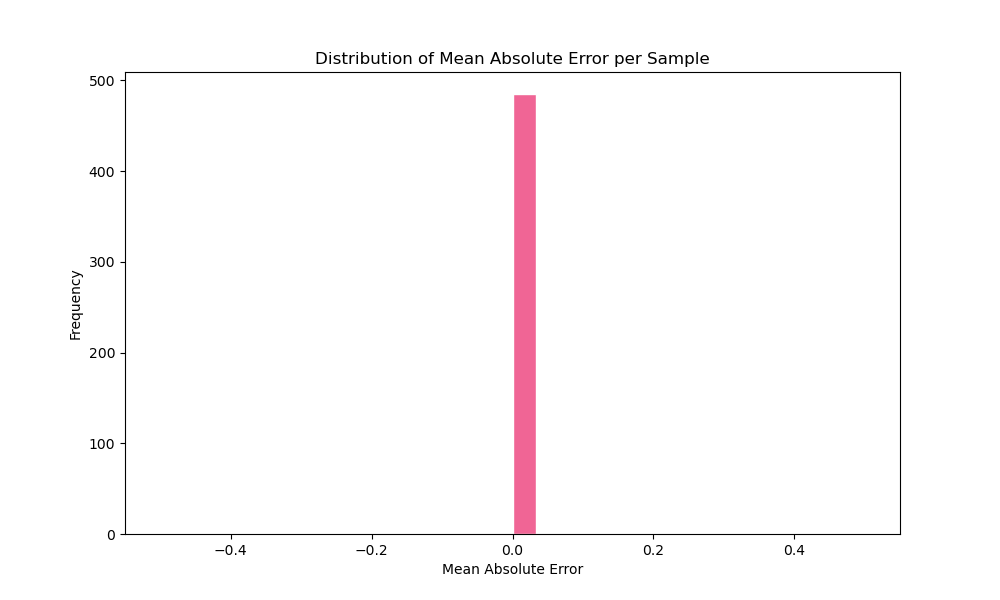 Distribution of Mean Absolute Error per Sample
500
400
300
200
100
0
Frequency
−0.4 −0.2 0.0 0.2 0.4
Mean Absolute Error